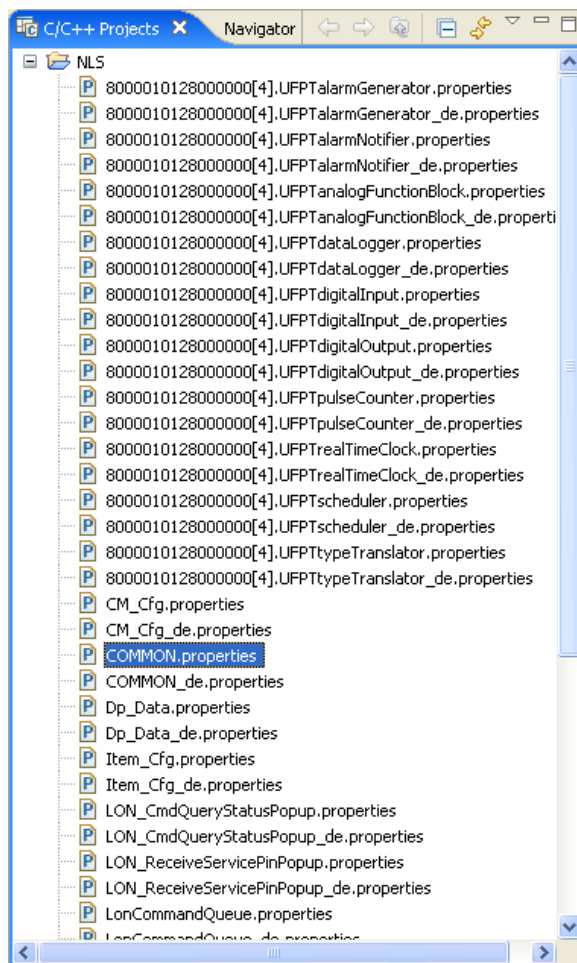 C/C++ Projects Navigator
NLS
8000010128000000[4].UFPTalarmGenerator.properties
8000010128000000[4].UFPTalarmGenerator_de.properties
8000010128000000[4].UFPTalarmNotifier.properties
8000010128000000[4].UFPTalarmNotifier_de.properties
8000010128000000[4].UFPTanalogFunctionBlock.properties
8000010128000000[4].UFPTanalogFunctionBlock_de.properti
8000010128000000[4].UFPTdataLogger.properties
8000010128000000[4].UFPTdataLogger_de.properties
8000010128000000[4].UFPTdigitalInput.properties
8000010128000000[4].UFPTdigitalInput_de.properties
8000010128000000[4].UFPTdigitalOutput.properties
8000010128000000[4].UFPTdigitalOutput_de.properties
8000010128000000[4].UFPTpulseCounter.properties
8000010128000000[4].UFPTpulseCounter_de.properties
8000010128000000[4].UFPTrealTimeClock.properties
8000010128000000[4].UFPTrealTimeClock_de.properties
8000010128000000[4].UFPTscheduler.properties
8000010128000000[4].UFPTscheduler_de.properties
8000010128000000[4].UFPTtypeTranslator.properties
8000010128000000[4].UFPTtypeTranslator_de.properties
CM_Cfg.properties
CM_Cfg_de.properties
COMMON.properties
COMMON_de.properties
Dp_Data.properties
Dp_Data_de.properties
Item_Cfg.properties
Item_Cfg_de.properties
LON_CmdQueryStatusPopup.properties
LON_CmdQueryStatusPopup_de.properties
LON_ReceiveServicePinPopup.properties
LON_ReceiveServicePinPopup_de.properties
LonCommandQueue.properties
LonCommandQueue_de.properties